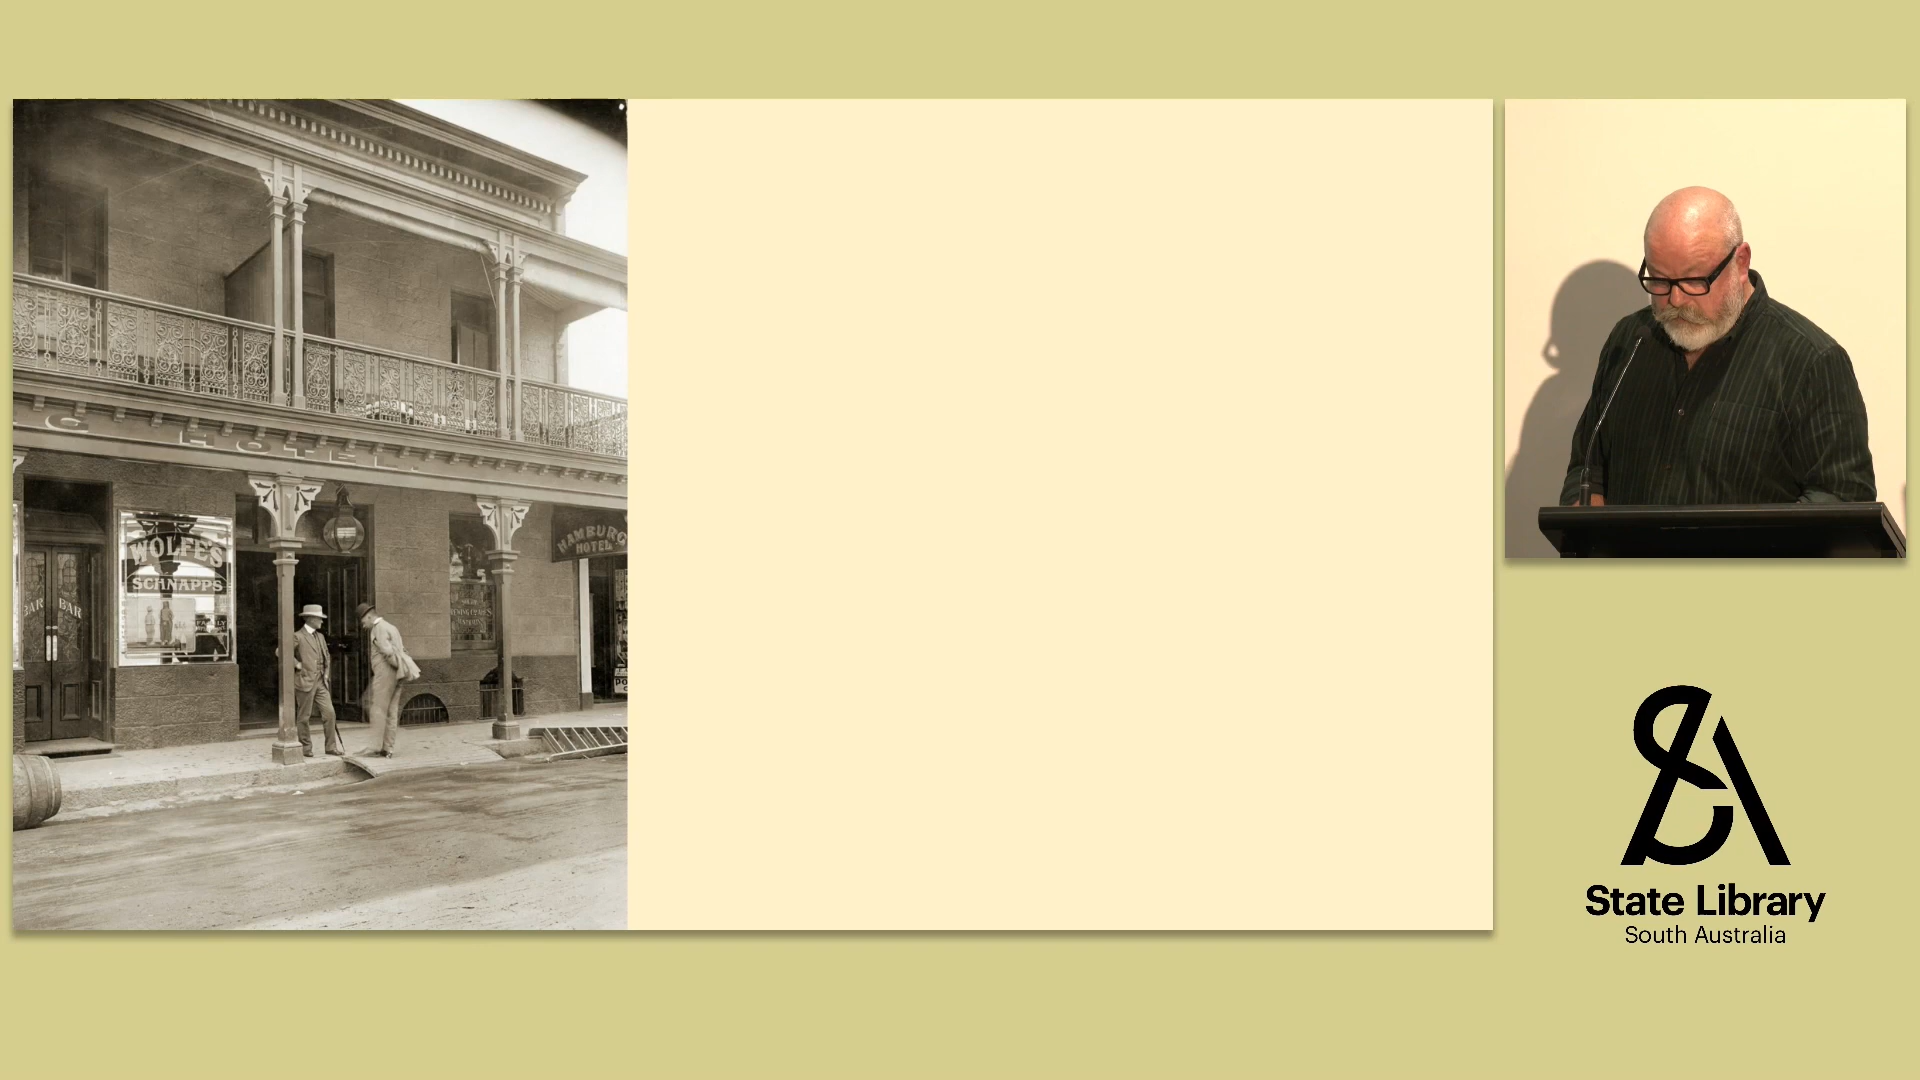 G HOTEL.
WOLFE'S
SCHNAPPS
BAR BAR
HAMBURG
HOTEL
State Library
South Australia